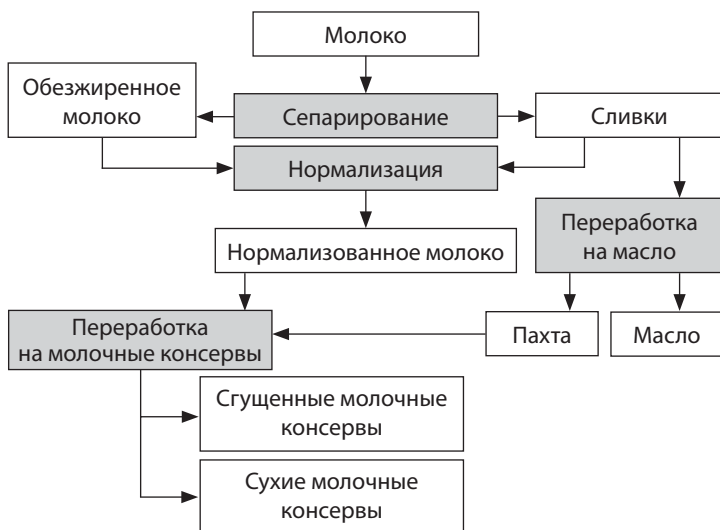 Молоко
Обезжиренное
молоко
Сепарирование
Сливки
Нормализация
Переработка
на масло
Нормализованное молоко
Переработка
на молочные консервы
Пахта
Масло
Сгущенные молочные
консервы
Сухие молочные
консервы